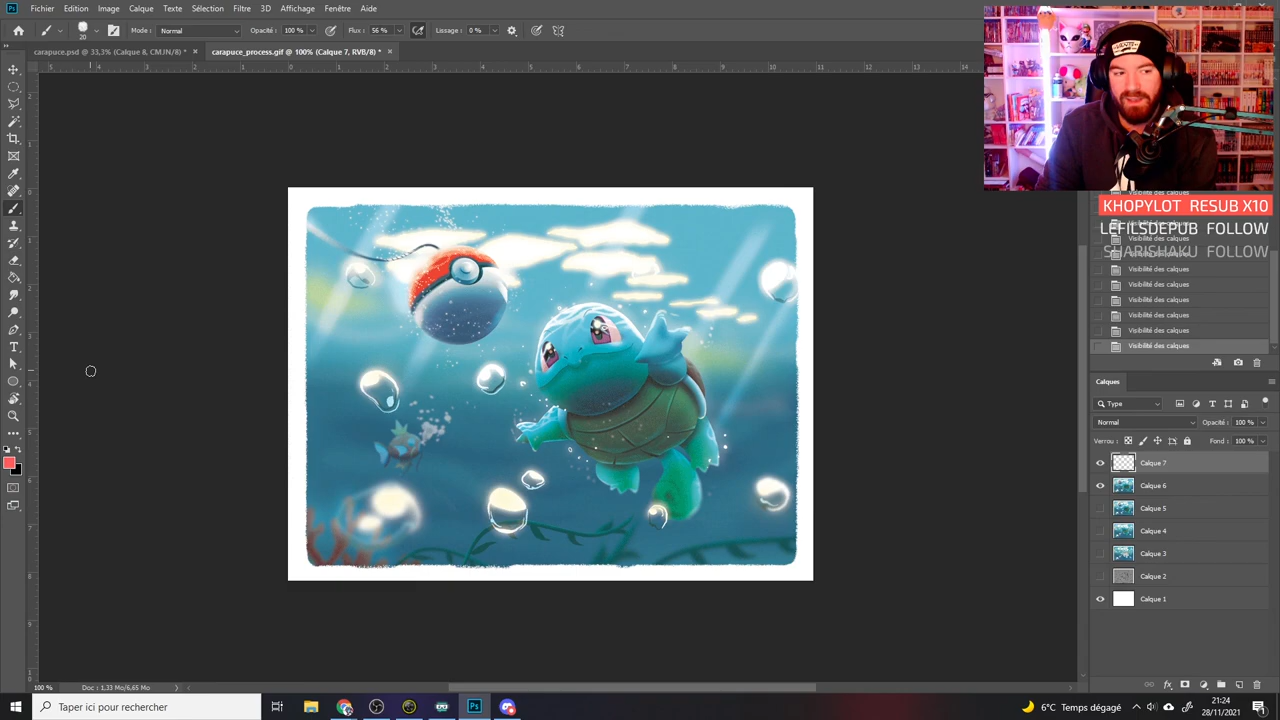 Fichier Edition Image Calque Texte Sélection Filtre 3D Affichage Fenêtre Aide
20 Mode : Normal Opacité : 100 % Lissage : 0 %
carapuce.psd @ 33,3% (Calque 8, CMJN/8) * × carapuce_process.gif @ 100% (Calque 7, RVB/8) * ×
Visibilité des calques
KHOPYLOT RESUB X10
LEFILSDEPUB FOLLOW
Visibilité des calques
SHARISHAKU FOLLOW
Visibilité des calques
Visibilité des calques
Visibilité des calques
Visibilité des calques
Visibilité des calques
Visibilité des calques
Calques
Type
Normal Opacité : 100 %
Verrou : Fond : 100 %
Calque 7
Calque 6
Calque 5
Calque 4
Calque 3
Calque 2
Calque 1
100 % Doc : 1,33 Mo/6,65 Mo
Taper ici pour rechercher
6°C Temps dégagé
21:24
28/11/2021